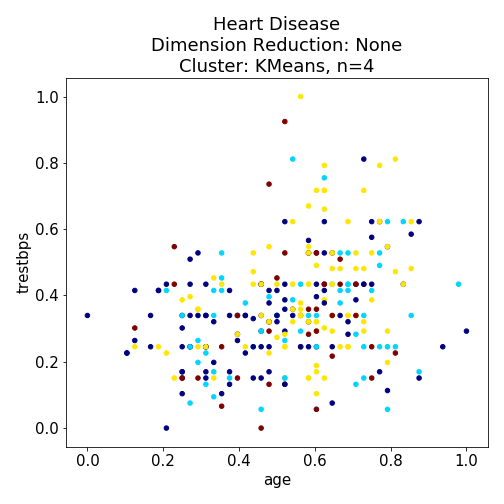 Heart Disease
Dimension Reduction: None
Cluster: KMeans, n=4
1.0
0.8
0.6
0.4
0.2
0.0
trestbps
0.0 0.2 0.4 0.6 0.8 1.0
age